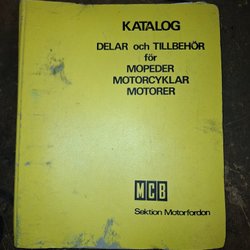 KATALOG
DELAR och TILLBEHÖR
för
MOPEDER
MOTORCYKLAR
MOTORER
MCB
Sektion Motorfordon